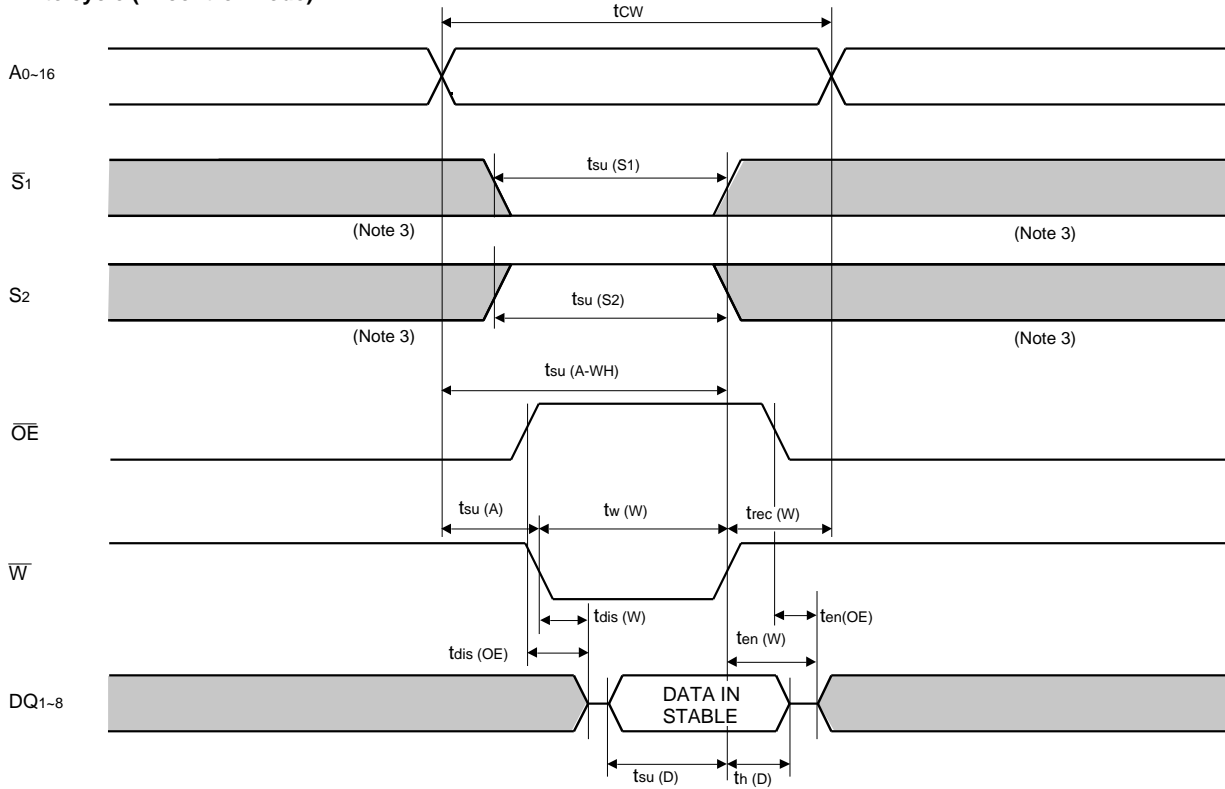 tCW
A0~16
S1
tsu (S1)
(Note 3)
(Note 3)
S2
tsu (S2)
(Note 3)
(Note 3)
tsu (A-WH)
OE
tsu (A)
tw (W)
trec (W)
W
tdis (W)
ten(OE)
tdis (OE)
ten (W)
DQ1~8
DATA IN
STABLE
tsu (D)
th (D)